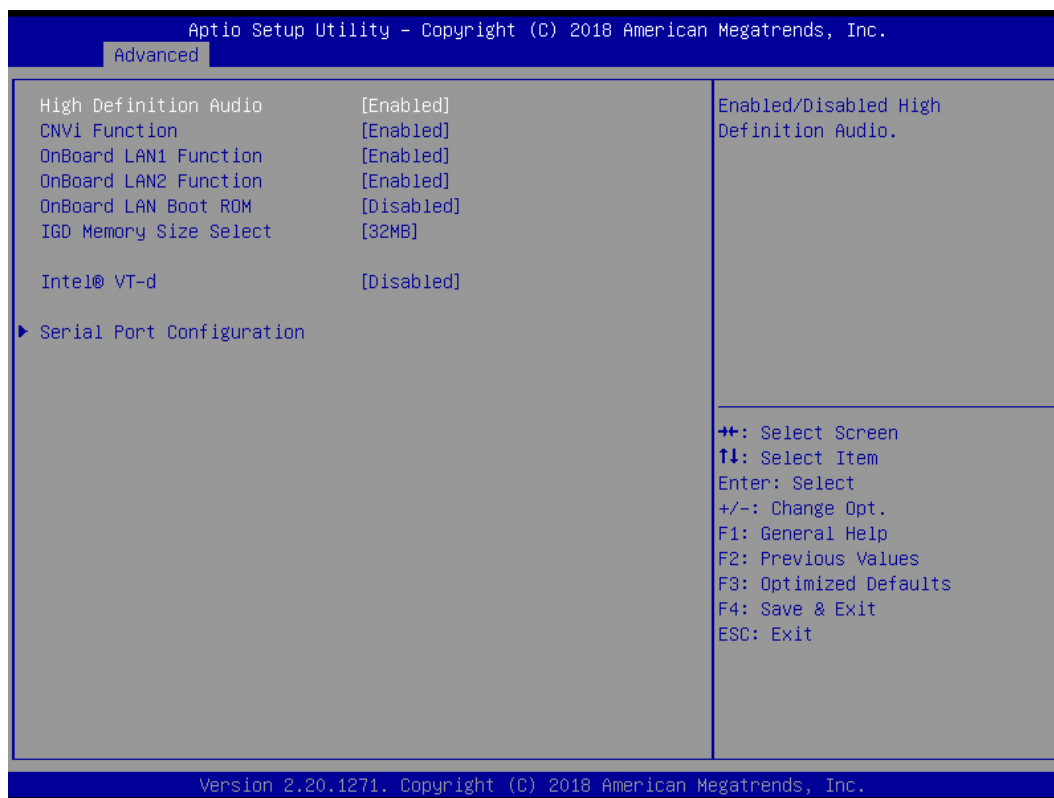 Aptio Setup Utility – Copyright (C) 2018 American Megatrends, Inc.
Advanced
High Definition Audio [Enabled]
CNVi Function [Enabled]
OnBoard LAN1 Function [Enabled]
OnBoard LAN2 Function [Enabled]
OnBoard LAN Boot ROM [Disabled]
IGD Memory Size Select [32MB]
Intel® VT-d [Disabled]
▶ Serial Port Configuration
Enabled/Disabled High
Definition Audio.
→←: Select Screen
↑↓: Select Item
Enter: Select
+/-: Change Opt.
F1: General Help
F2: Previous Values
F3: Optimized Defaults
F4: Save & Exit
ESC: Exit
Version 2.20.1271. Copyright (C) 2018 American Megatrends, Inc.